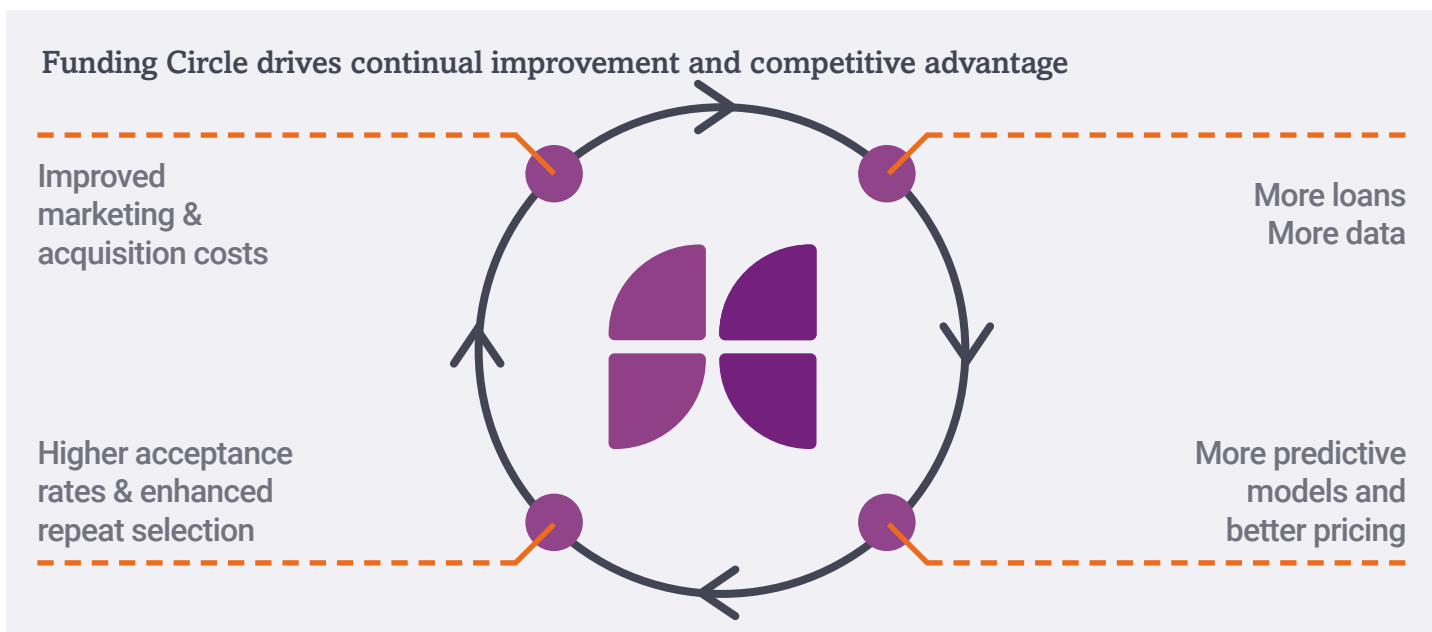 Funding Circle drives continual improvement and competitive advantage
Improved
marketing &
acquisition costs
More loans
More data
Higher acceptance
rates & enhanced
repeat selection
More predictive
models and
better pricing